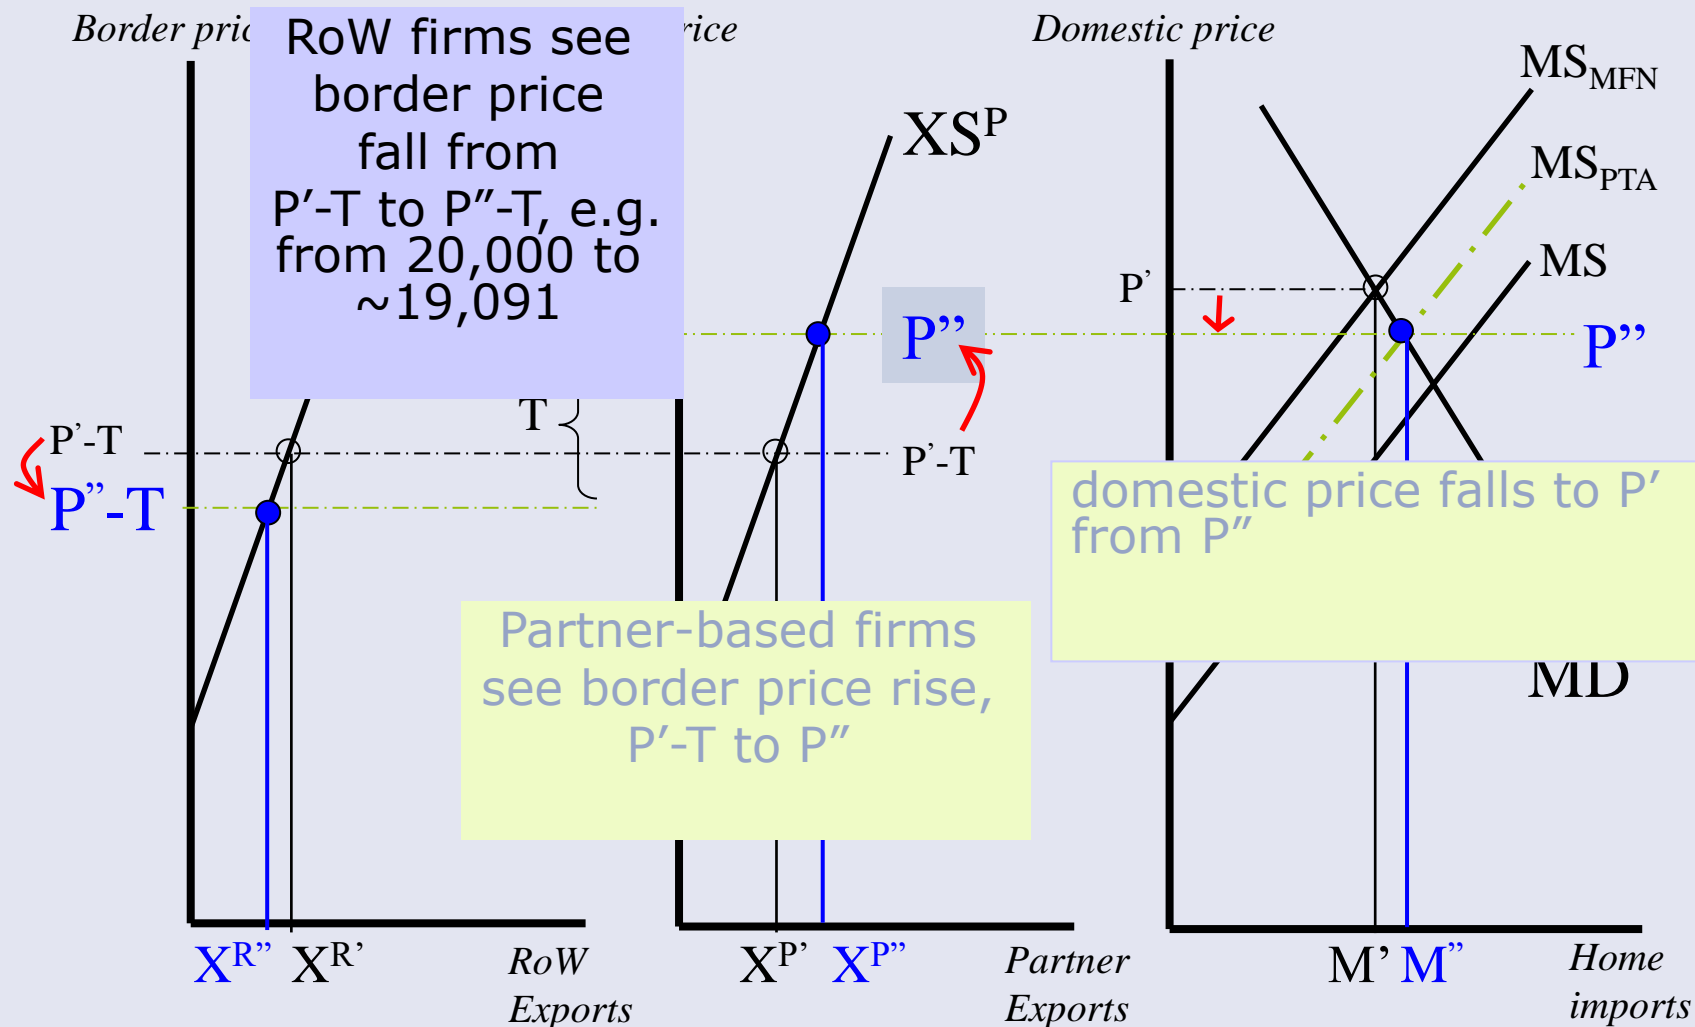 Border pric
rice
Domestic price
RoW firms see
border price
fall from
P′-T to P″-T, e.g.
from 20,000 to
~19,091
XSᴾ
MS_MFN
MS_PTA
MS
P’
P’’
P’’
T
P’-T
P’-T
P’’-T
domestic price falls to P′
from P″
Partner-based firms
see border price rise,
P′-T to P″
MD
Xᴿ’’ Xᴿ’
RoW
Exports
Xᴾ’ Xᴾ’’
Partner
Exports
M’ M’’
Home
imports